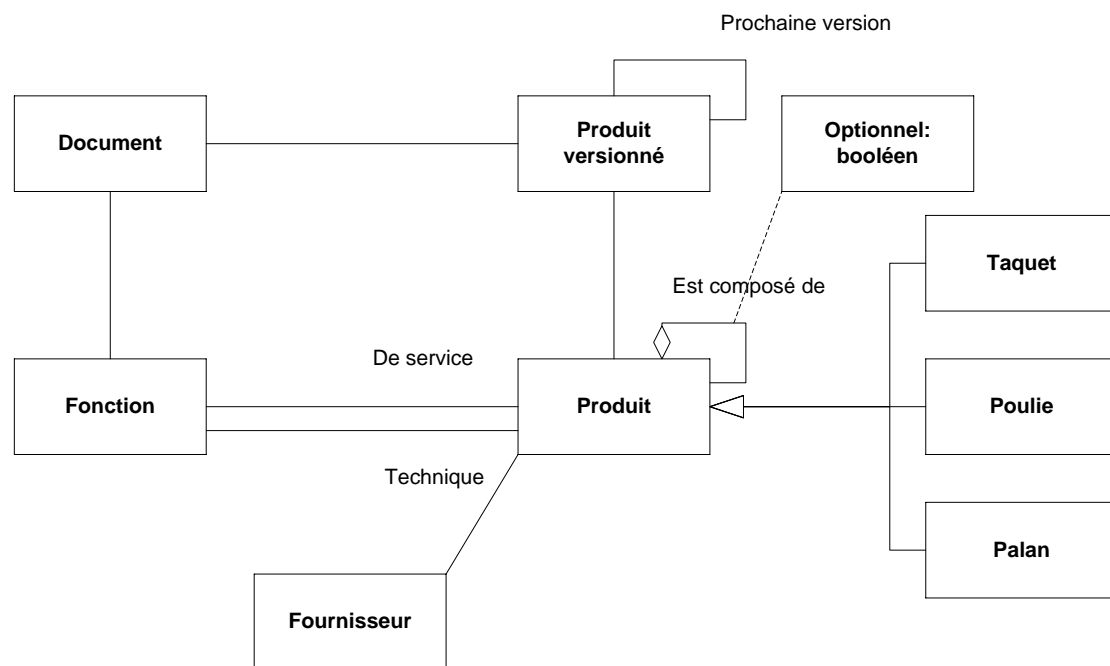 Prochaine version
Document
Produit
versionné
Optionnel:
booléen
Taquet
Est composé de
De service
Fonction
Produit
Poulie
Technique
Palan
Fournisseur